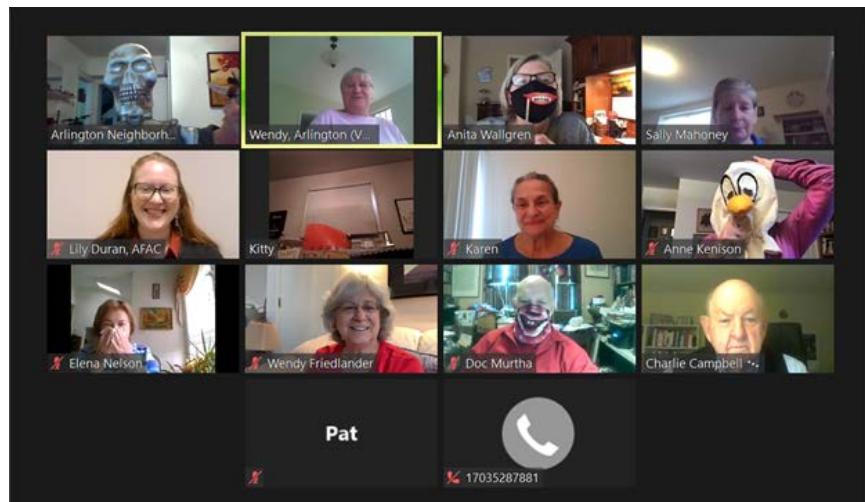 Arlington Neighborh...
Wendy, Arlington (V...
Anita Wallgren
Sally Mahoney
Lily Duran, AFAC
Kitty
Karen
Anne Kenison
Elena Nelson
Wendy Friedlander
Doc Murtha
Charlie Campbell
Pat
17035287881